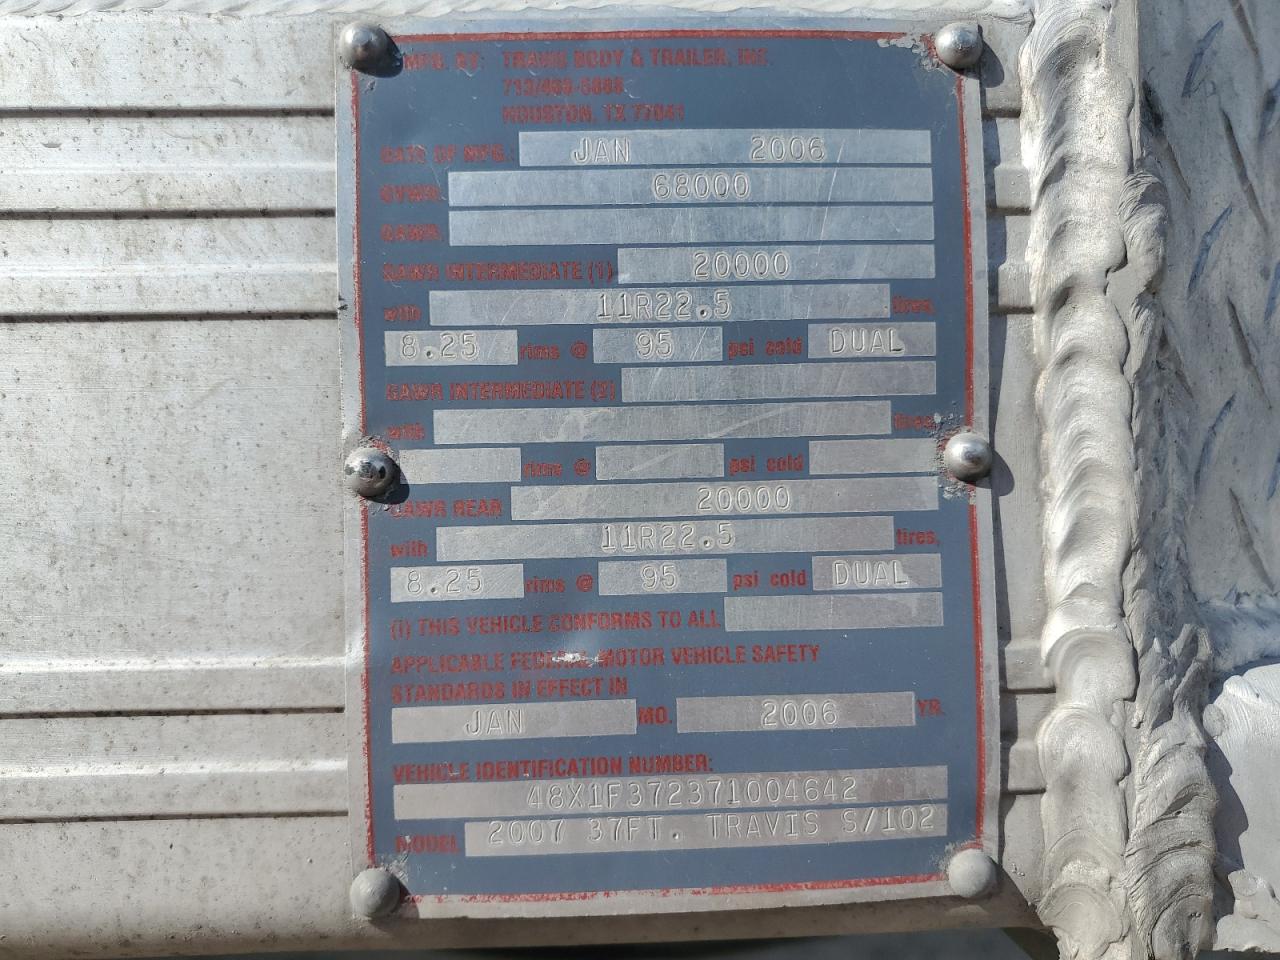 MFG. BY: TRAVIS BODY & TRAILER, INC.
HOUSTON, TX 77041
DATE OF MFG.: JAN 2006
GVWR. 68000
GAWR.
GAWR INTERMEDIATE (1) 20000
with 11R22.5 tires,
8.25 rims @ 95 psi cold DUAL
GAWR INTERMEDIATE (2)
with tires,
rims @ psi cold
GAWR REAR 20000
with 11R22.5 tires,
8.25 rims @ 95 psi cold DUAL
(I) THIS VEHICLE CONFORMS TO ALL
APPLICABLE FEDERAL MOTOR VEHICLE SAFETY
STANDARDS IN EFFECT IN
JAN MO. 2006 YR.
VEHICLE IDENTIFICATION NUMBER:
48X1F372371004642
MODEL 2007 37FT. TRAVIS S/102